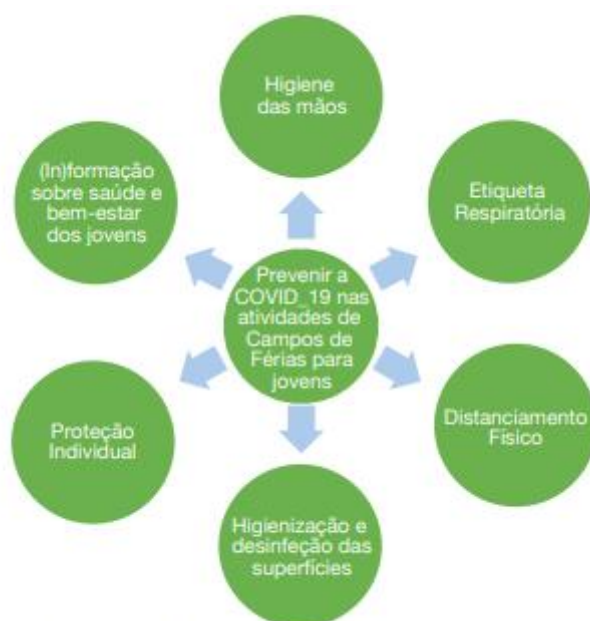 Higiene
das mãos
(In)formação
sobre saúde e
bem-estar
dos jovens
Etiqueta
Respiratória
Prevenir a
COVID_19 nas
atividades de
Campos de
Férias para
jovens
Proteção
Individual
Distanciamento
Físico
Higienização e
desinfeção das
superfícies